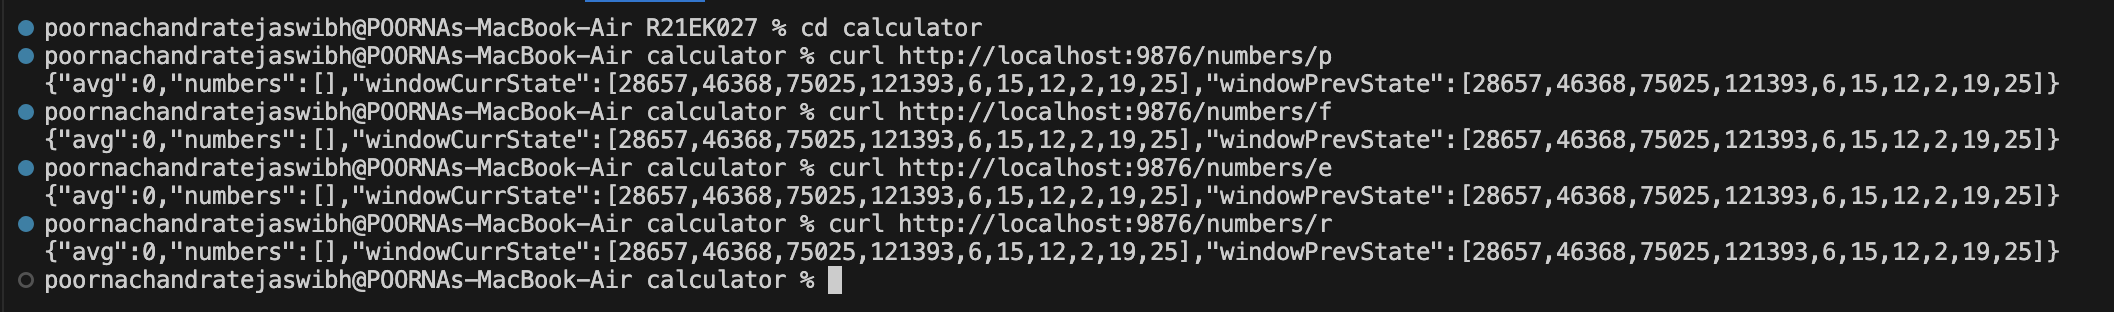 poornachandratejaswibh@POORNAs-MacBook-Air R21EK027 % cd calculator
poornachandratejaswibh@POORNAs-MacBook-Air calculator % curl http://localhost:9876/numbers/p
{"avg":0,"numbers":[],"windowCurrState":[28657,46368,75025,121393,6,15,12,2,19,25],"windowPrevState":[28657,46368,75025,121393,6,15,12,2,19,25]}
poornachandratejaswibh@POORNAs-MacBook-Air calculator % curl http://localhost:9876/numbers/f
{"avg":0,"numbers":[],"windowCurrState":[28657,46368,75025,121393,6,15,12,2,19,25],"windowPrevState":[28657,46368,75025,121393,6,15,12,2,19,25]}
poornachandratejaswibh@POORNAs-MacBook-Air calculator % curl http://localhost:9876/numbers/e
{"avg":0,"numbers":[],"windowCurrState":[28657,46368,75025,121393,6,15,12,2,19,25],"windowPrevState":[28657,46368,75025,121393,6,15,12,2,19,25]}
poornachandratejaswibh@POORNAs-MacBook-Air calculator % curl http://localhost:9876/numbers/r
{"avg":0,"numbers":[],"windowCurrState":[28657,46368,75025,121393,6,15,12,2,19,25],"windowPrevState":[28657,46368,75025,121393,6,15,12,2,19,25]}
poornachandratejaswibh@POORNAs-MacBook-Air calculator %